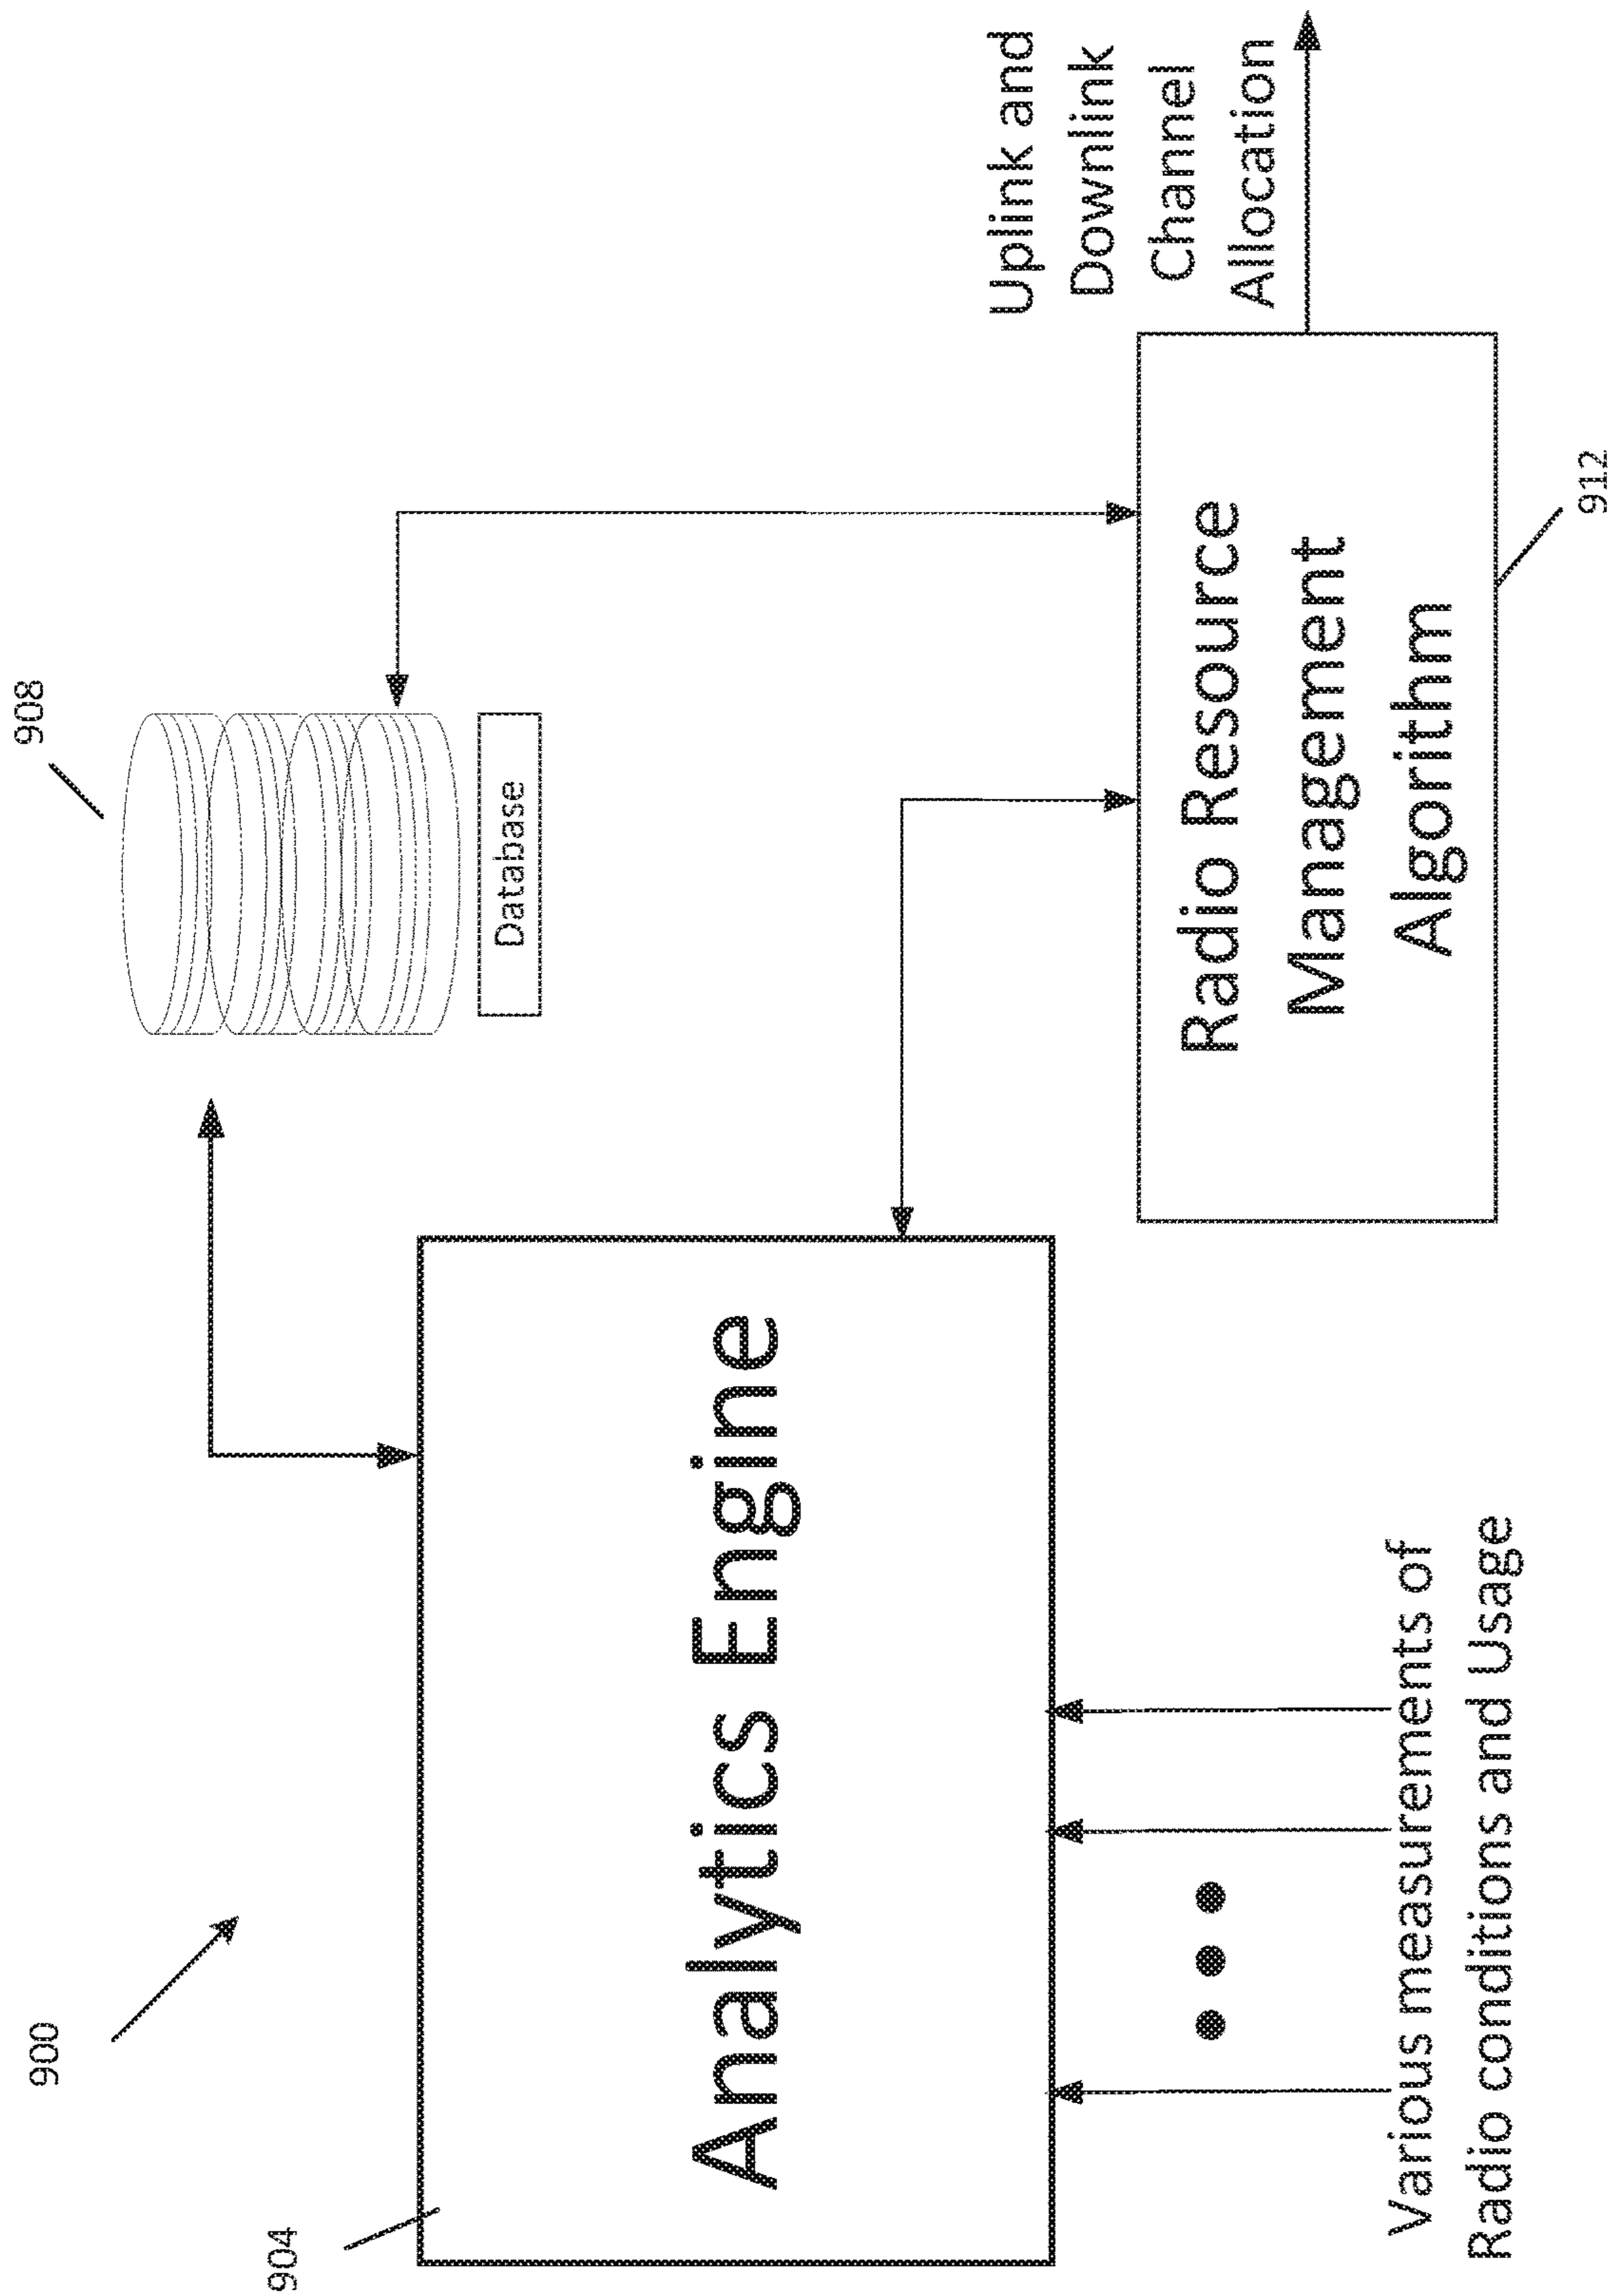 900
904
Analytics Engine
Various measurements of
Radio conditions and Usage
908
Database
Radio Resource
Management
Algorithm
912
Uplink and
Downlink
Channel
Allocation